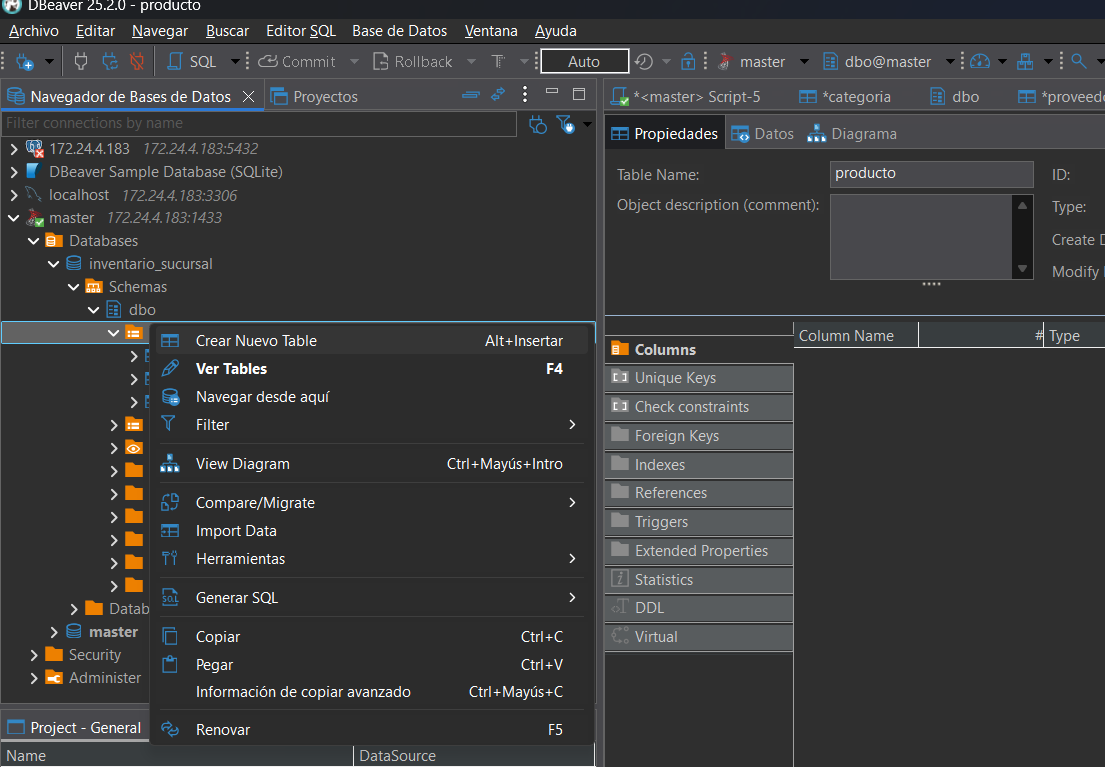 DBeaver 25.2.0 - producto
Archivo Editar Navegar Buscar Editor SQL Base de Datos Ventana Ayuda
SQL Commit Rollback Auto master dbo@master
Navegador de Bases de Datos Proyectos
*<master> Script-5 *categoria dbo *proveedo
Filter connections by name
Propiedades Datos Diagrama
172.24.4.183 172.24.4.183:5432
DBeaver Sample Database (SQLite)
localhost 172.24.4.183:3306
master 172.24.4.183:1433
Databases
inventario_sucursal
Schemas
dbo
Table Name: producto ID:
Object description (comment): Type:
Create D
Modify
Crear Nuevo Table Alt+Insertar
Ver Tables F4
Navegar desde aquí
Filter
View Diagram Ctrl+Mayús+Intro
Compare/Migrate
Import Data
Herramientas
Generar SQL
Copiar Ctrl+C
Pegar Ctrl+V
Información de copiar avanzado Ctrl+Mayús+C
Renovar F5
Datab
master
Security
Administer
Column Name # Type
Columns
Unique Keys
Check constraints
Foreign Keys
Indexes
References
Triggers
Extended Properties
Statistics
DDL
Virtual
Project - General
Name DataSource